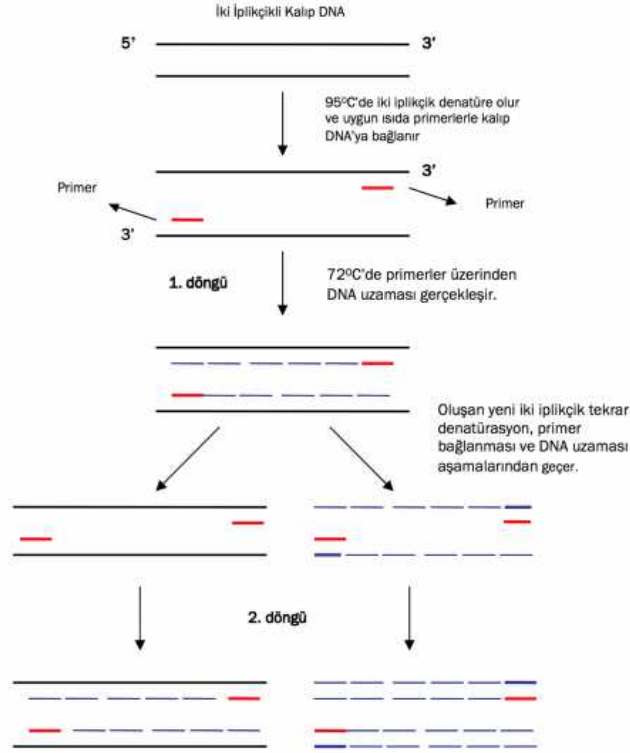 İki İplikçikli Kalıp DNA
5’ 3’
95ºC’de iki iplikçik denatüre olur
ve uygun ısıda primerlerle kalıp
DNA’ya bağlanır
3’
Primer
Primer
3’
1. döngü
72ºC’de primerler üzerinden
DNA uzaması gerçekleşir.
Oluşan yeni iki iplikçik tekrar
denatürasyon, primer
bağlanması ve DNA uzaması
aşamalarından geçer.
2. döngü